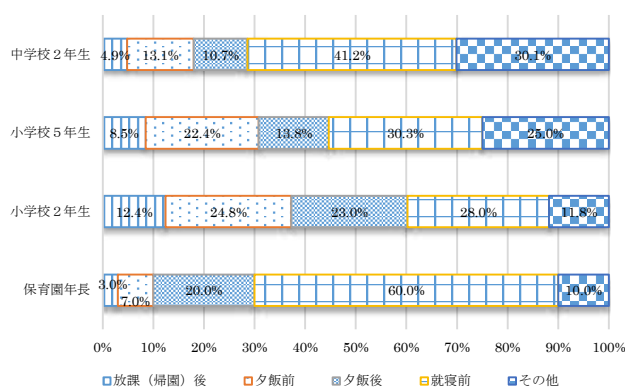 中学校２年生
4.9% 13.1% 10.7% 41.2% 30.1%
小学校５年生
8.5% 22.4% 13.8% 30.3% 25.0%
小学校２年生
12.4% 24.8% 23.0% 28.0% 11.8%
保育園年長
3.0% 7.0% 20.0% 60.0% 10.0%
0% 10% 20% 30% 40% 50% 60% 70% 80% 90% 100%
放課（帰園）後 夕飯前 夕飯後 就寝前 その他